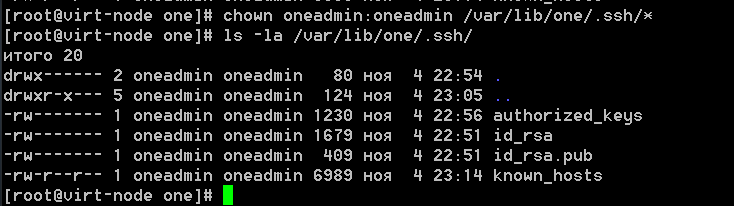 [root@virt-node one]# chown oneadmin:oneadmin /var/lib/one/.ssh/*
[root@virt-node one]# ls -la /var/lib/one/.ssh/
итого 20
drwx------ 2 oneadmin oneadmin   80 ноя  4 22:54 .
drwxr-x--- 5 oneadmin oneadmin  124 ноя  4 23:05 ..
-rw------- 1 oneadmin oneadmin 1230 ноя  4 22:56 authorized_keys
-rw------- 1 oneadmin oneadmin 1679 ноя  4 22:51 id_rsa
-rw------- 1 oneadmin oneadmin  409 ноя  4 22:51 id_rsa.pub
-rw-r--r-- 1 oneadmin oneadmin 6989 ноя  4 23:14 known_hosts
[root@virt-node one]#